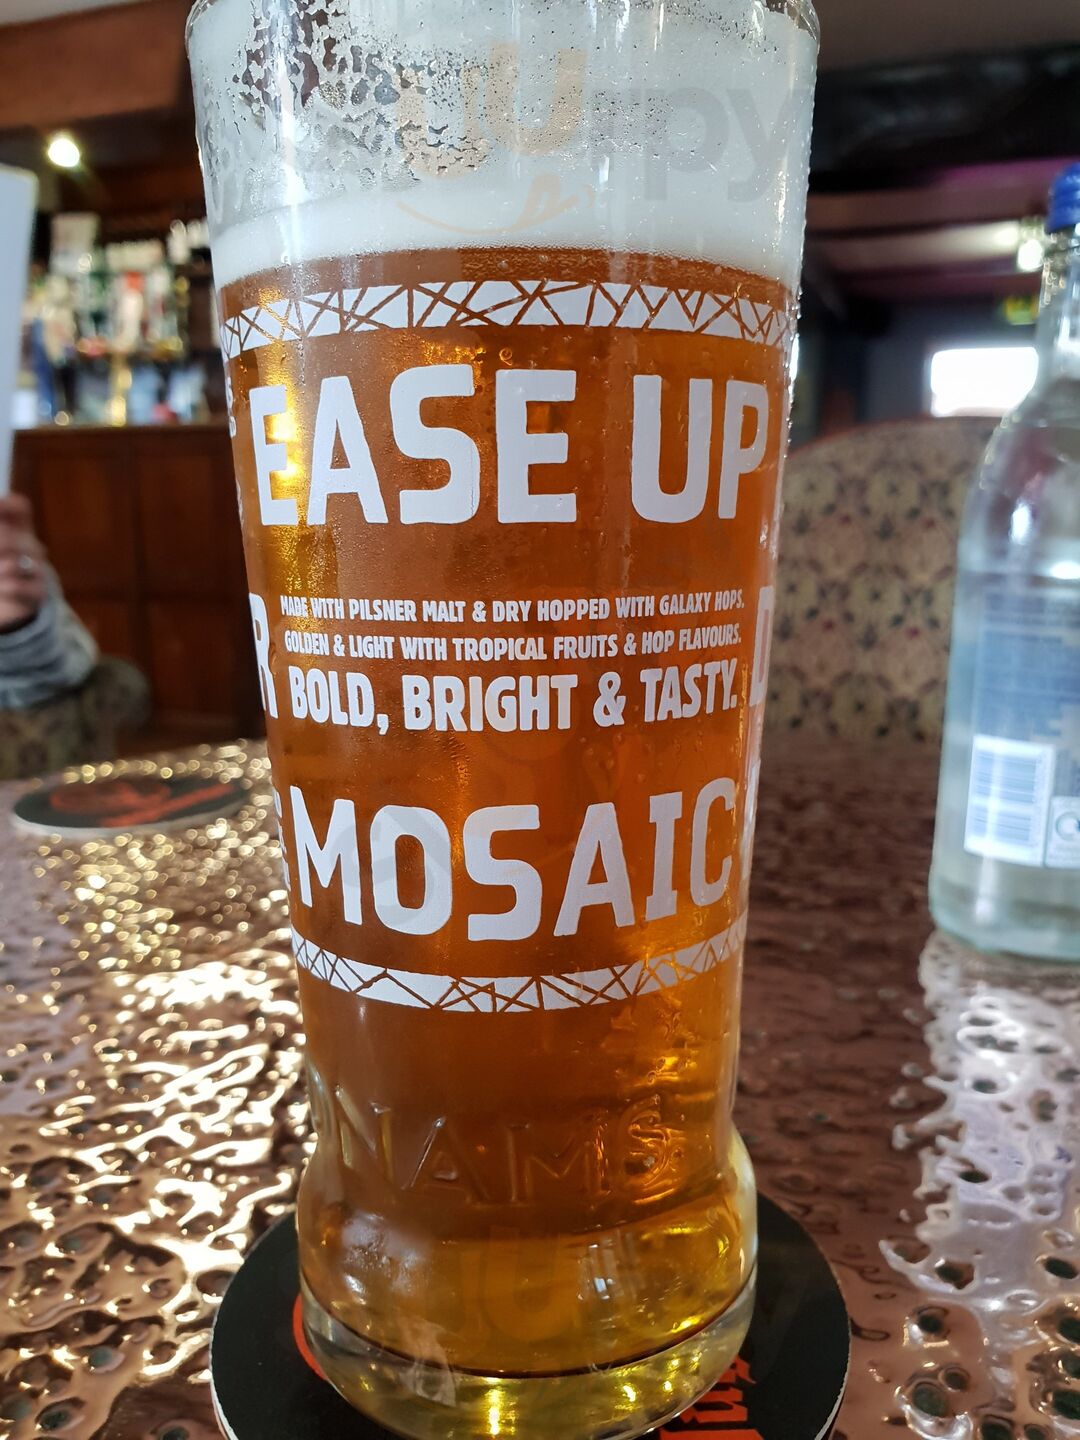 EASE UP
MADE WITH PILSNER MALT & DRY HOPPED WITH GALAXY HOPS.
GOLDEN & LIGHT WITH TROPICAL FRUITS & HOP FLAVOURS.
R BOLD, BRIGHT & TASTY. D
MOSAIC
NAMS